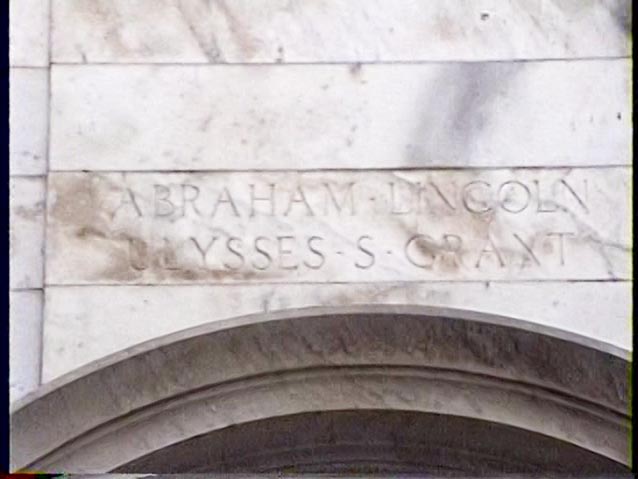 ABRAHAM · LINCOLN
ULYSSES · S · GRANT